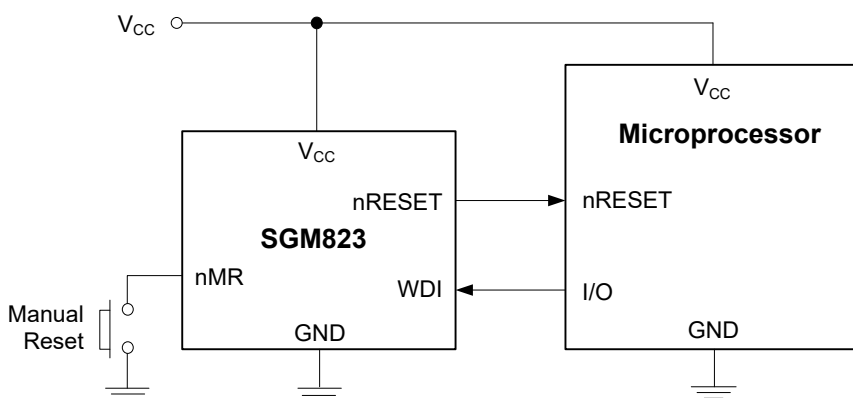 VCC
VCC
Microprocessor
VCC
nRESET
nRESET
SGM823
nMR
WDI
I/O
Manual
Reset
GND
GND